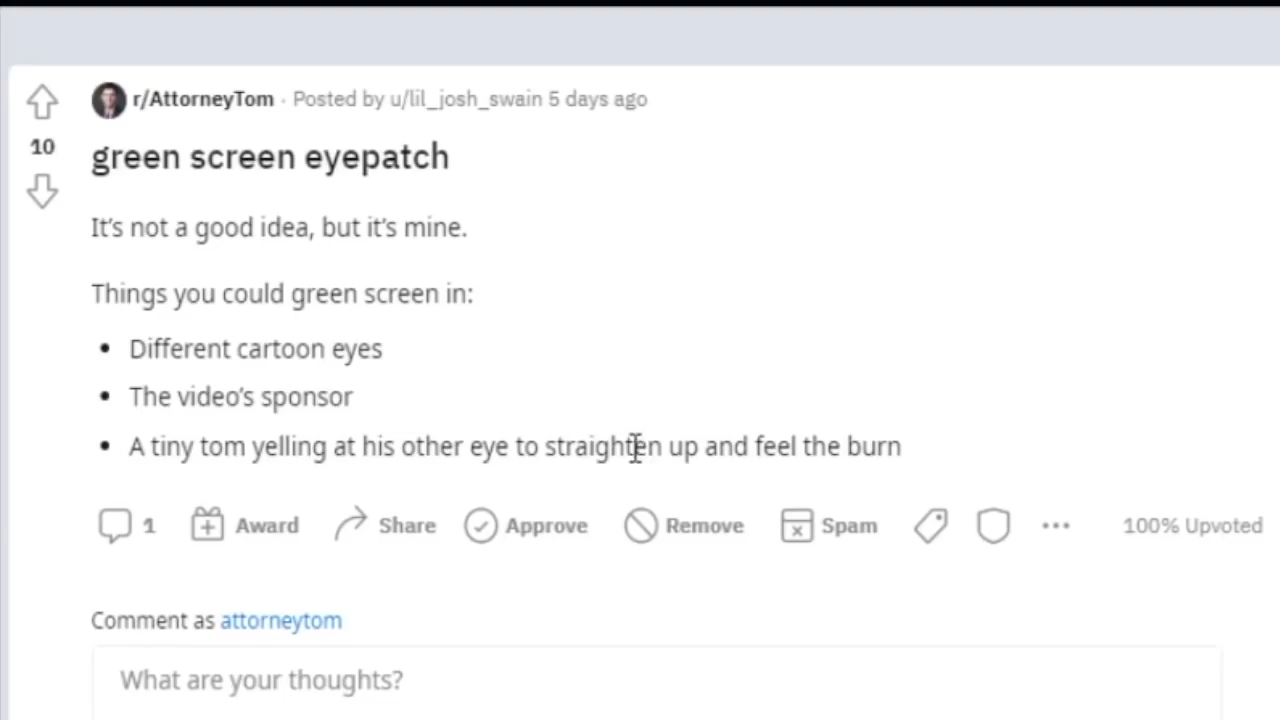 r/AttorneyTom · Posted by u/lil_josh_swain 5 days ago
10
green screen eyepatch
It's not a good idea, but it's mine.
Things you could green screen in:
• Different cartoon eyes
• The video's sponsor
• A tiny tom yelling at his other eye to straighten up and feel the burn
1 Award Share Approve Remove Spam ••• 100% Upvoted
Comment as attorneytom
What are your thoughts?